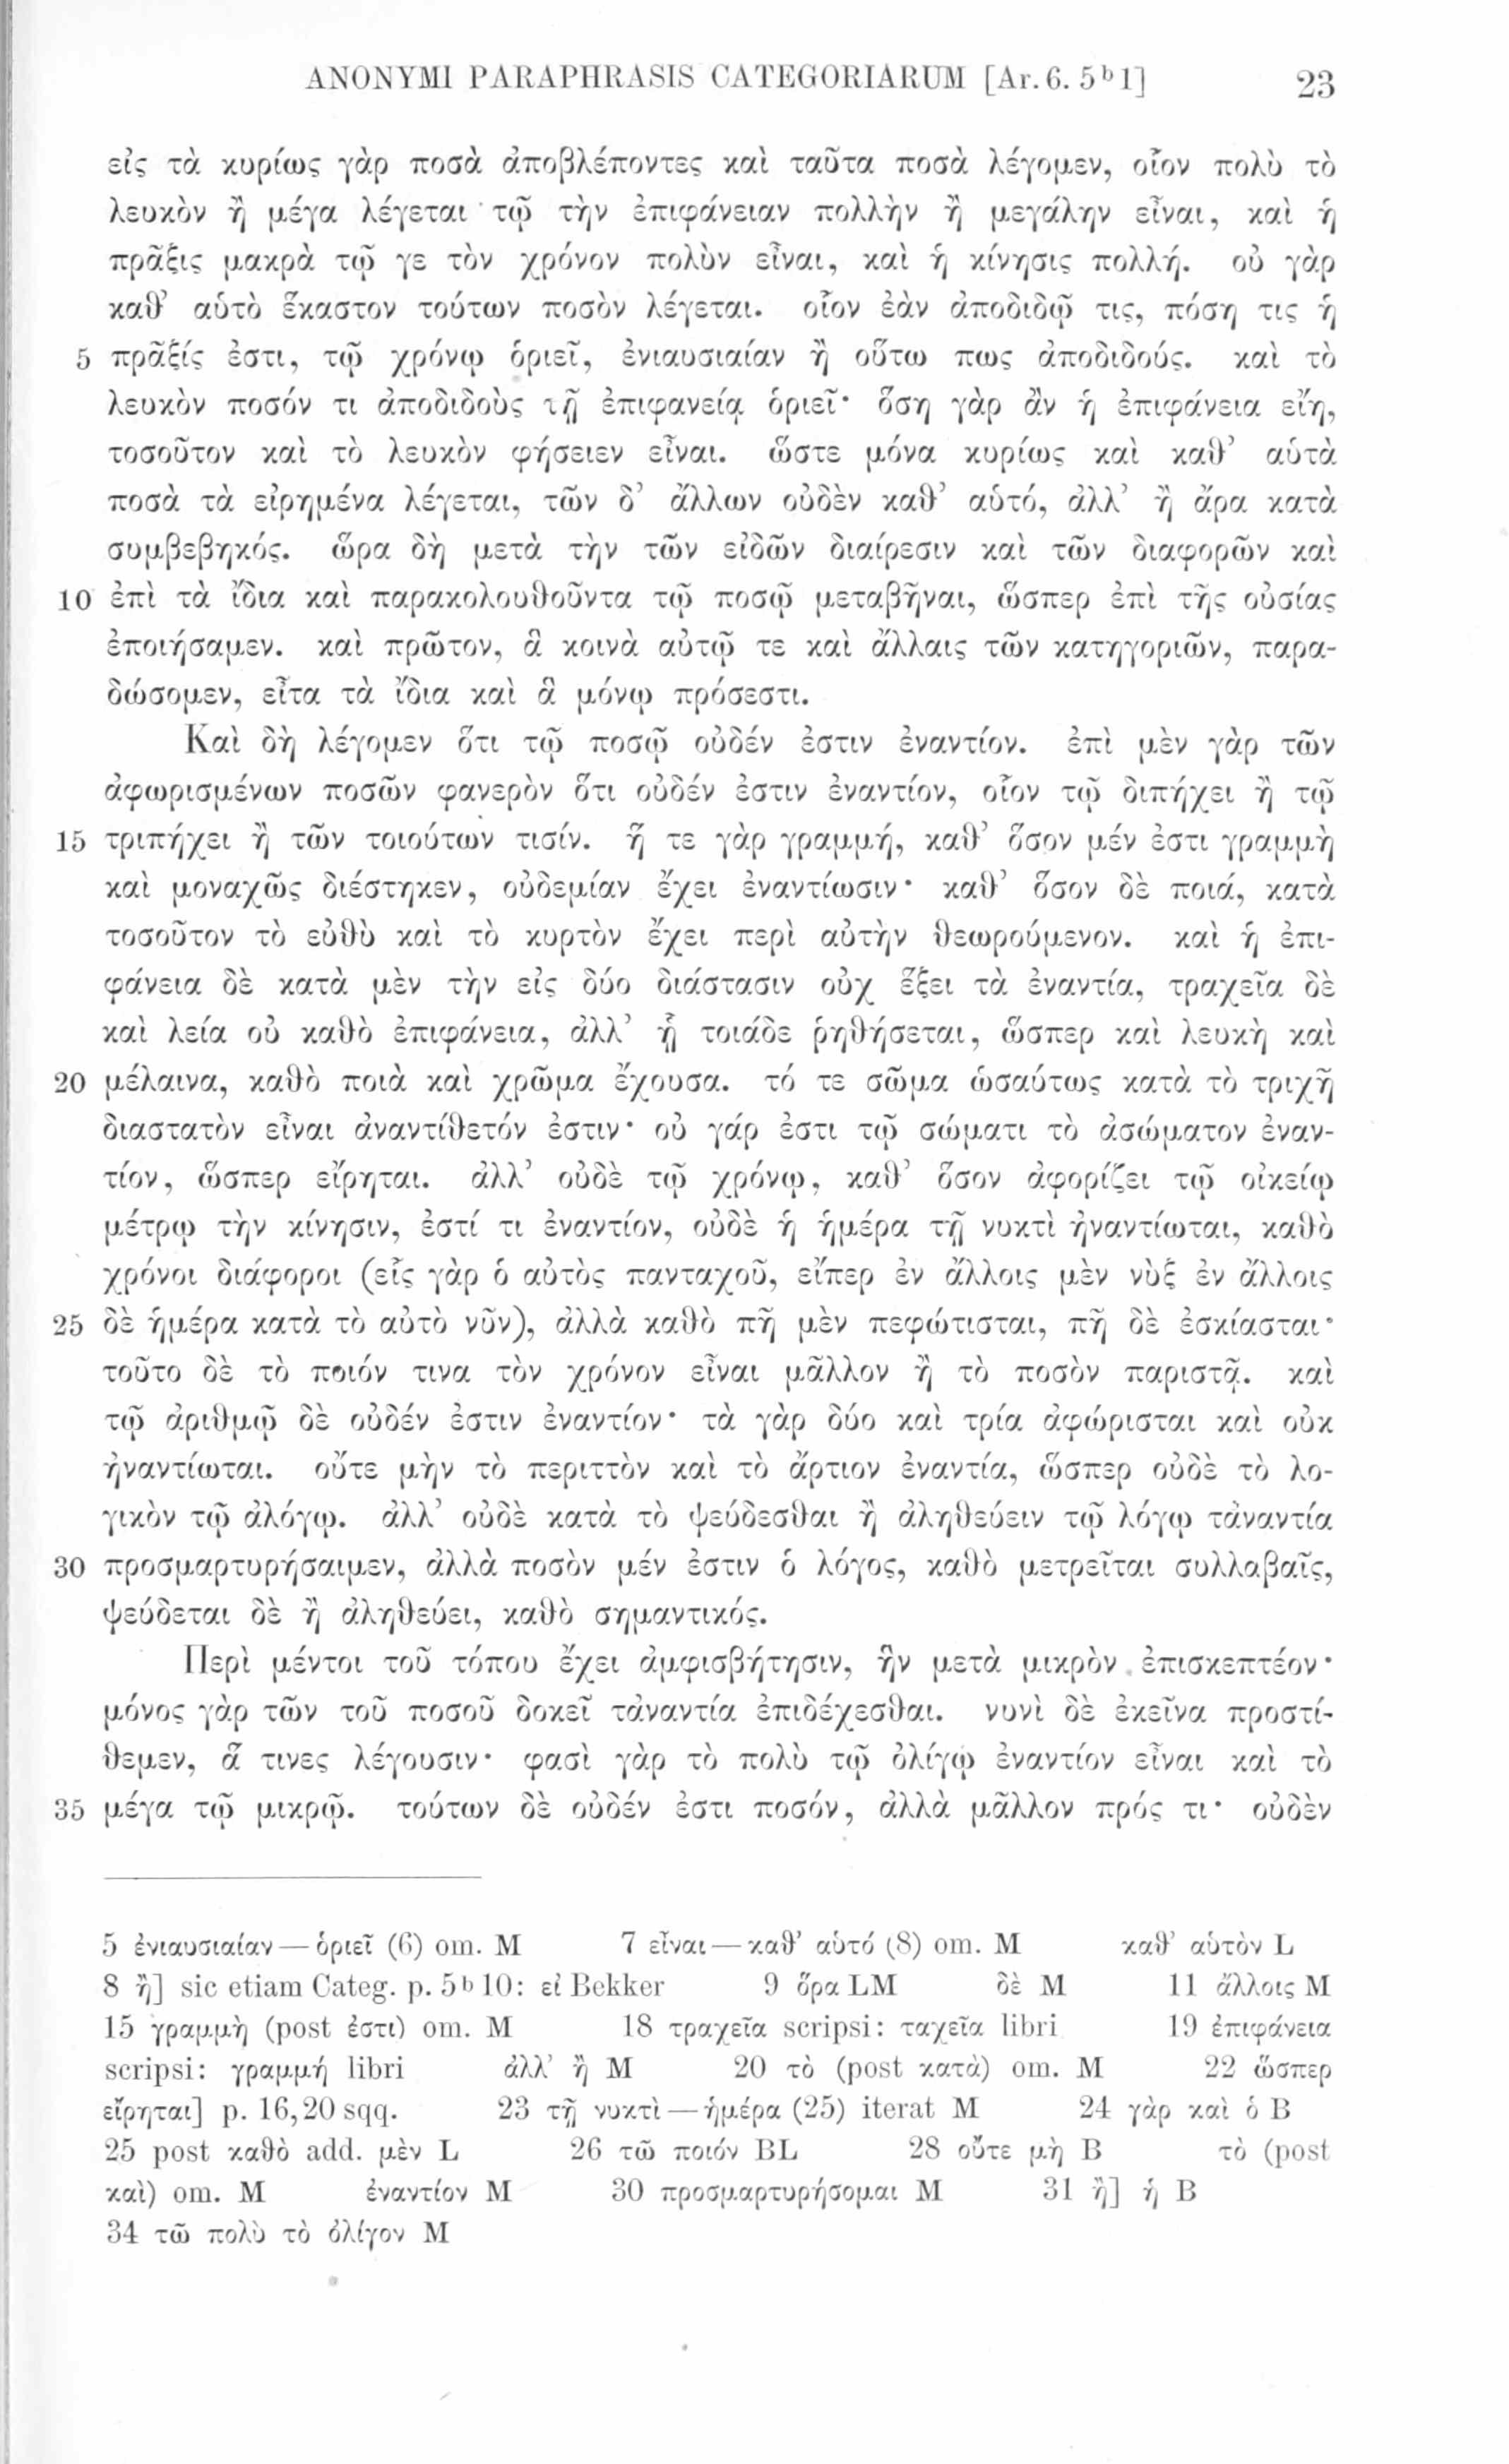 ANONYMI PARAPHRASIS CATEGORIARUM [Ar. 6. 5ᵇ1] 23
εἰς τὰ κυρίως γὰρ ποσὰ ἀποβλέποντες καὶ ταῦτα ποσὰ λέγομεν, οἷον πολὺ τὸ
λευκὸν ἢ μέγα λέγεται τῷ τὴν ἐπιφάνειαν πολλὴν ἢ μεγάλην εἶναι, καὶ ἡ
πρᾶξις μακρὰ τῷ γε τὸν χρόνον πολὺν εἶναι, καὶ ἡ κίνησις πολλή. οὐ γὰρ
καθ’ αὑτὸ ἕκαστον τούτων ποσὸν λέγεται. οἷον ἐὰν ἀποδιδῷ τις, πόση τις ἡ
5 πρᾶξίς ἐστι, τῷ χρόνῳ ὁριεῖ, ἐνιαυσιαίαν ἢ οὕτω πως ἀποδιδούς. καὶ τὸ
λευκὸν ποσόν τι ἀποδιδοὺς τῇ ἐπιφανείᾳ ὁριεῖ· ὅση γὰρ ἂν ἡ ἐπιφάνεια εἴη,
τοσοῦτον καὶ τὸ λευκὸν φήσειεν εἶναι. ὥστε μόνα κυρίως καὶ καθ’ αὑτὰ
ποσὰ τὰ εἰρημένα λέγεται, τῶν δ’ ἄλλων οὐδὲν καθ’ αὑτό, ἀλλ’ ἢ ἄρα κατὰ
συμβεβηκός. ὥρα δὴ μετὰ τὴν τῶν εἰδῶν διαίρεσιν καὶ τῶν διαφορῶν καὶ
10 ἐπὶ τὰ ἴδια καὶ παρακολουθοῦντα τῷ ποσῷ μεταβῆναι, ὥσπερ ἐπὶ τῆς οὐσίας
ἐποιήσαμεν. καὶ πρῶτον, ἃ κοινὰ αὐτῷ τε καὶ ἄλλαις τῶν κατηγοριῶν, παρα-
δώσομεν, εἶτα τὰ ἴδια καὶ ἃ μόνῳ πρόσεστι.
Καὶ δὴ λέγομεν ὅτι τῷ ποσῷ οὐδέν ἐστιν ἐναντίον. ἐπὶ μὲν γὰρ τῶν
ἀφωρισμένων ποσῶν φανερὸν ὅτι οὐδέν ἐστιν ἐναντίον, οἷον τῷ διπήχει ἢ τῷ
15 τριπήχει ἢ τῶν τοιούτων τισίν. ἥ τε γὰρ γραμμή, καθ’ ὅσον μέν ἐστι γραμμὴ
καὶ μοναχῶς διέστηκεν, οὐδεμίαν ἔχει ἐναντίωσιν· καθ’ ὅσον δὲ ποιά, κατὰ
τοσοῦτον τὸ εὐθὺ καὶ τὸ κυρτὸν ἔχει περὶ αὐτὴν θεωρούμενον. καὶ ἡ ἐπι-
φάνεια δὲ κατὰ μὲν τὴν εἰς δύο διάστασιν οὐχ ἕξει τὰ ἐναντία, τραχεῖα δὲ
καὶ λεία οὐ καθὸ ἐπιφάνεια, ἀλλ’ ᾗ τοιάδε ῥηθήσεται, ὥσπερ καὶ λευκὴ καὶ
20 μέλαινα, καθὸ ποιὰ καὶ χρῶμα ἔχουσα. τό τε σῶμα ὡσαύτως κατὰ τὸ τριχῇ
διαστατὸν εἶναι ἀναντίθετόν ἐστιν· οὐ γάρ ἐστι τῷ σώματι τὸ ἀσώματον ἐναν-
τίον, ὥσπερ εἴρηται. ἀλλ’ οὐδὲ τῷ χρόνῳ, καθ’ ὅσον ἀφορίζει τῷ οἰκείῳ
μέτρῳ τὴν κίνησιν, ἐστί τι ἐναντίον, οὐδὲ ἡ ἡμέρα τῇ νυκτὶ ἠναντίωται, καθὸ
χρόνοι διάφοροι (εἷς γὰρ ὁ αὐτὸς πανταχοῦ, εἴπερ ἐν ἄλλοις μὲν νὺξ ἐν ἄλλοις
25 δὲ ἡμέρα κατὰ τὸ αὐτὸ νῦν), ἀλλὰ καθὸ πῆ μὲν πεφώτισται, πῆ δὲ ἐσκίασται·
τοῦτο δὲ τὸ ποιόν τινα τὸν χρόνον εἶναι μᾶλλον ἢ τὸ ποσὸν παριστᾷ. καὶ
τῷ ἀριθμῷ δὲ οὐδέν ἐστιν ἐναντίον· τὰ γὰρ δύο καὶ τρία ἀφώρισται καὶ οὐκ
ἠναντίωται. οὔτε μὴν τὸ περιττὸν καὶ τὸ ἄρτιον ἐναντία, ὥσπερ οὐδὲ τὸ λο-
γικὸν τῷ ἀλόγῳ. ἀλλ’ οὐδὲ κατὰ τὸ ψεύδεσθαι ἢ ἀληθεύειν τῷ λόγῳ τἀναντία
30 προσμαρτυρήσαιμεν, ἀλλὰ ποσὸν μέν ἐστιν ὁ λόγος, καθὸ μετρεῖται συλλαβαῖς,
ψεύδεται δὲ ἢ ἀληθεύει, καθὸ σημαντικός.
Περὶ μέντοι τοῦ τόπου ἔχει ἀμφισβήτησιν, ἣν μετὰ μικρὸν ἐπισκεπτέον·
μόνος γὰρ τῶν τοῦ ποσοῦ δοκεῖ τἀναντία ἐπιδέχεσθαι. νυνὶ δὲ ἐκεῖνα προστί-
θεμεν, ἅ τινες λέγουσιν· φασὶ γὰρ τὸ πολὺ τῷ ὀλίγῳ ἐναντίον εἶναι καὶ τὸ
35 μέγα τῷ μικρῷ. τούτων δὲ οὐδέν ἐστι ποσόν, ἀλλὰ μᾶλλον πρός τι· οὐδὲν
5 ἐνιαυσιαίαν — ὁριεῖ (6) om. M 7 εἶναι — καθ’ αὑτό (8) om. M καθ’ αὑτὸν L
8 ἢ] sic etiam Categ. p. 5ᵇ10: εἰ Bekker 9 ὅρα LM δὲ M 11 ἄλλοις M
15 γραμμὴ (post ἐστι) om. M 18 τραχεῖα scripsi: ταχεῖα libri 19 ἐπιφάνεια
scripsi: γραμμή libri ἀλλ’ ἢ M 20 τὸ (post κατὰ) om. M 22 ὥσπερ
εἴρηται] p. 16,20 sqq. 23 τῇ νυκτὶ — ἡμέρα (25) iterat M 24 γὰρ καὶ ὁ B
25 post καθὸ add. μὲν L 26 τῶ ποιόν BL 28 οὔτε μὴ B τὸ (post
καὶ) om. M ἐναντίον M 30 προσμαρτυρήσομαι M 31 ἢ] ἡ B
34 τῶ πολὺ τὸ ὀλίγον M